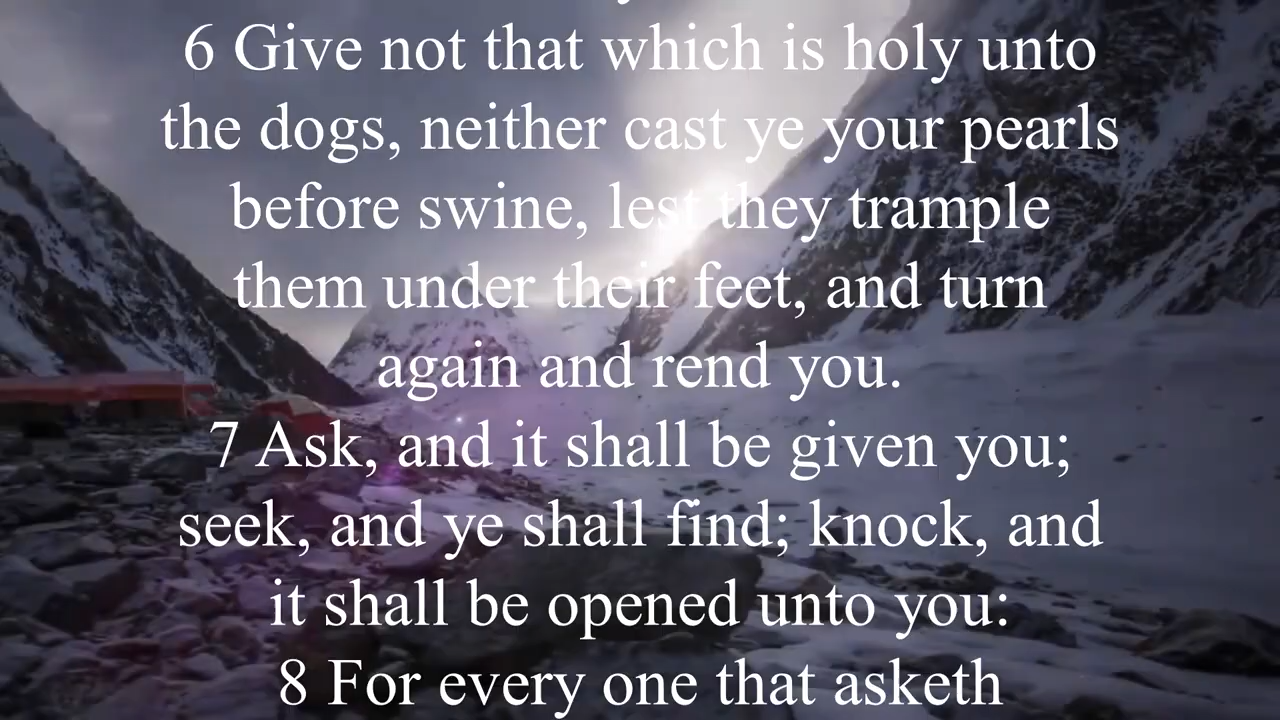 6 Give not that which is holy unto
the dogs, neither cast ye your pearls
before swine, lest they trample
them under their feet, and turn
again and rend you.
7 Ask, and it shall be given you;
seek, and ye shall find; knock, and
it shall be opened unto you:
8 For every one that asketh